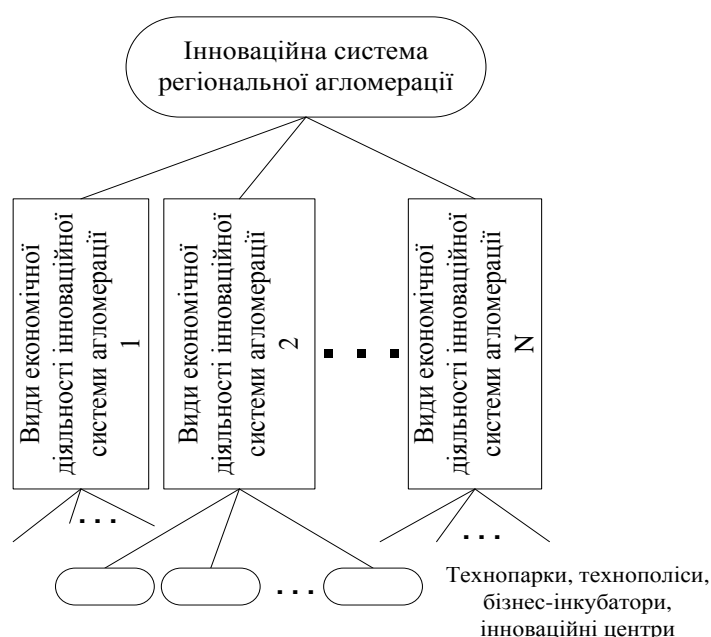 Інноваційна система
регіональної агломерації
Види економічної
діяльності інноваційної
системи агломерації
1
Види економічної
діяльності інноваційної
системи агломерації
2
Види економічної
діяльності інноваційної
системи агломерації
N
Технопарки, технополіси,
бізнес-інкубатори,
інноваційні центри